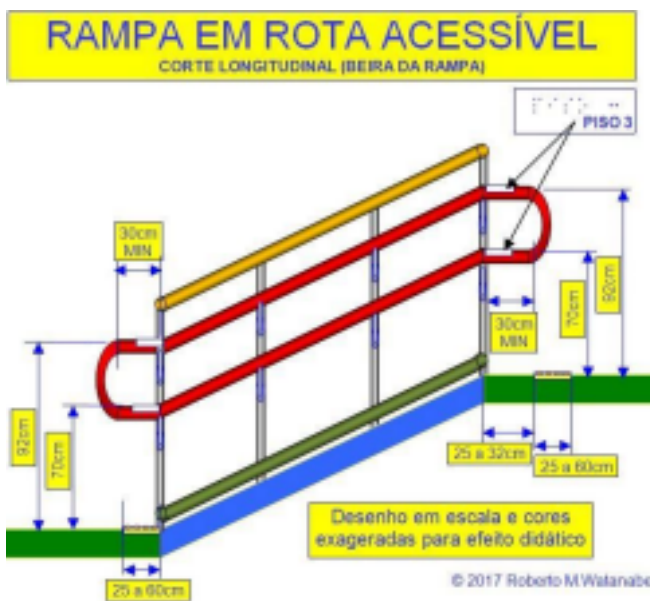 RAMPA EM ROTA ACESSÍVEL
CORTE LONGITUDINAL (BEIRA DA RAMPA)
PISO 3
30cm
MIN
92cm
70cm
30cm
MIN
92cm
70cm
25 a 32cm
25 a 60cm
Desenho em escala e cores
exageradas para efeito didático
25 a 60cm
© 2017 Roberto M.Watanabe